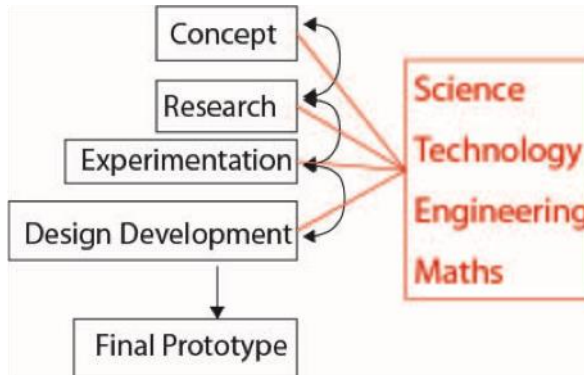 Concept
Research
Experimentation
Design Development
Final Prototype
Science
Technology
Engineering
Maths